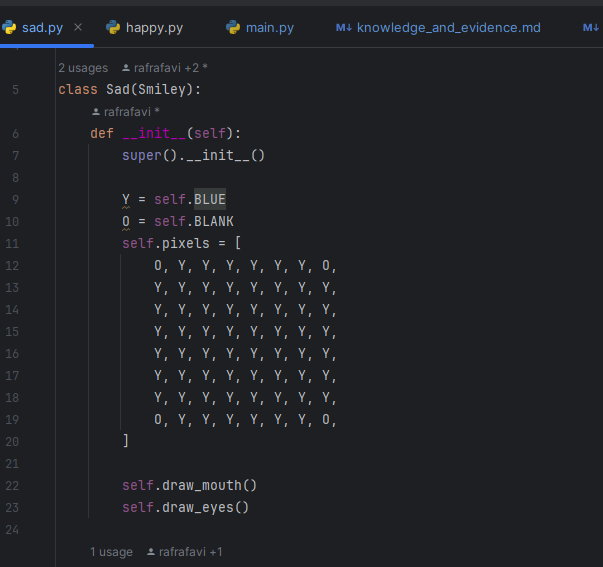 sad.py × happy.py main.py M↓ knowledge_and_evidence.md M↓
2 usages rafrafavi +2 *
5 class Sad(Smiley):
rafrafavi *
6 def __init__(self):
7 super().__init__()
8
9 Y = self.BLUE
10 O = self.BLANK
11 self.pixels = [
12 O, Y, Y, Y, Y, Y, Y, O,
13 Y, Y, Y, Y, Y, Y, Y, Y,
14 Y, Y, Y, Y, Y, Y, Y, Y,
15 Y, Y, Y, Y, Y, Y, Y, Y,
16 Y, Y, Y, Y, Y, Y, Y, Y,
17 Y, Y, Y, Y, Y, Y, Y, Y,
18 Y, Y, Y, Y, Y, Y, Y, Y,
19 O, Y, Y, Y, Y, Y, Y, O,
20 ]
21
22 self.draw_mouth()
23 self.draw_eyes()
24
1 usage rafrafavi +1